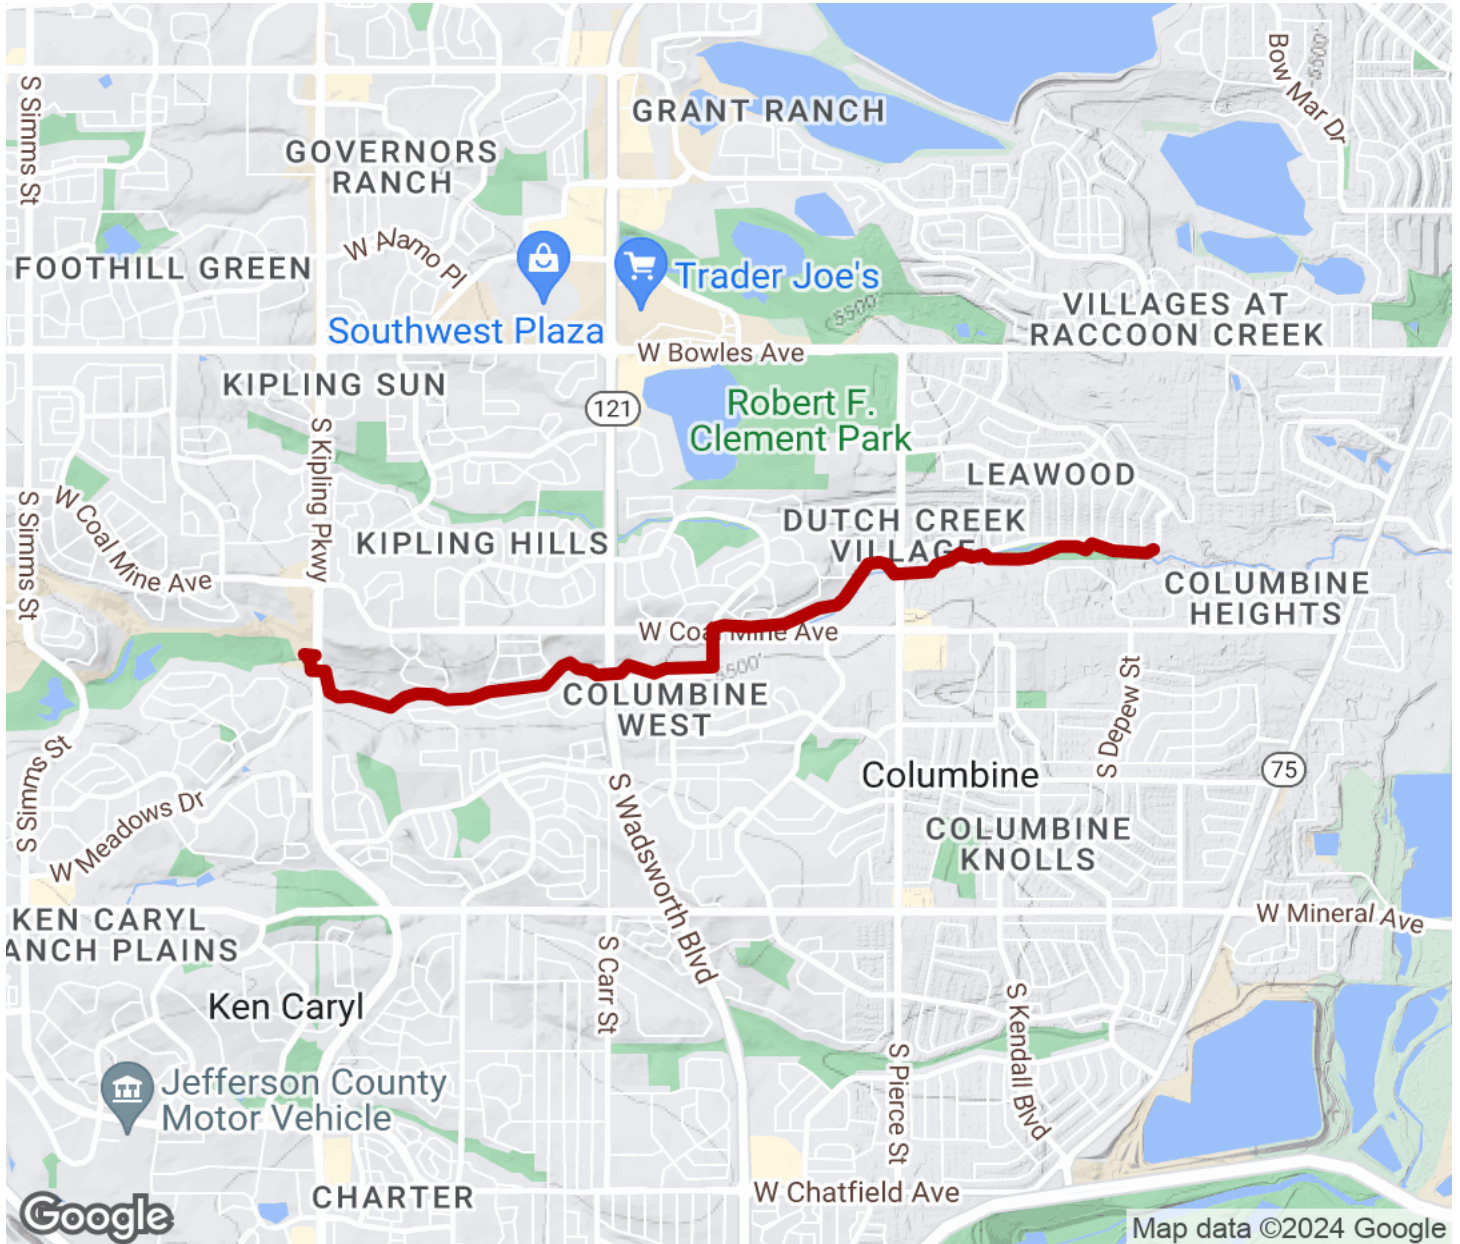 Bow Mar Dr
5500'
S Simms St
GRANT RANCH
GOVERNORS
RANCH
W Alamo Pl
FOOTHILL GREEN
Trader Joe's
5500'
VILLAGES AT
RACCOON CREEK
Southwest Plaza
W Bowles Ave
KIPLING SUN
121
Robert F.
Clement Park
S Kipling Pkwy
LEAWOOD
S Simms St
W Coal Mine Ave
DUTCH CREEK
VILLAGE
KIPLING HILLS
COLUMBINE
HEIGHTS
W Coal Mine Ave
5500'
COLUMBINE
WEST
S Depew St
S Simms St
Columbine
75
W Meadows Dr
S Wadsworth Blvd
COLUMBINE
KNOLLS
W Mineral Ave
KEN CARYL
ANCH PLAINS
S Carr St
Ken Caryl
S Kendall Blvd
S Pierce St
Jefferson County
Motor Vehicle
CHARTER
W Chatfield Ave
Google
Map data ©2024 Google